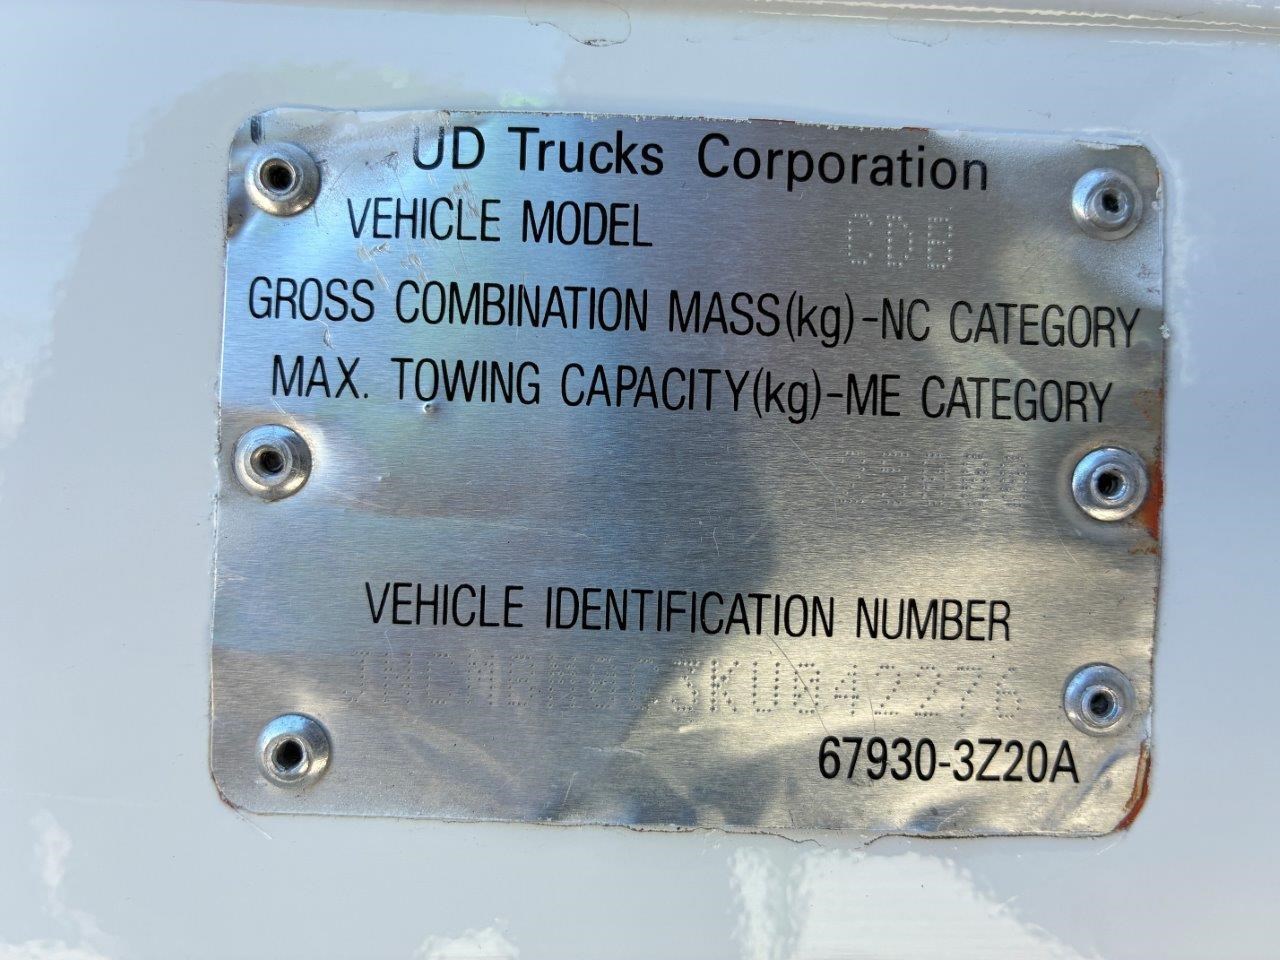 UD Trucks Corporation
VEHICLE MODEL CDB
GROSS COMBINATION MASS(kg)-NC CATEGORY
MAX. TOWING CAPACITY(kg)-ME CATEGORY
VEHICLE IDENTIFICATION NUMBER
67930-3Z20A